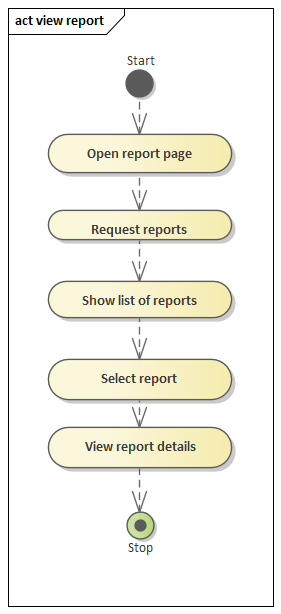 act view report
Start
Open report page
Request reports
Show list of reports
Select report
View report details
Stop